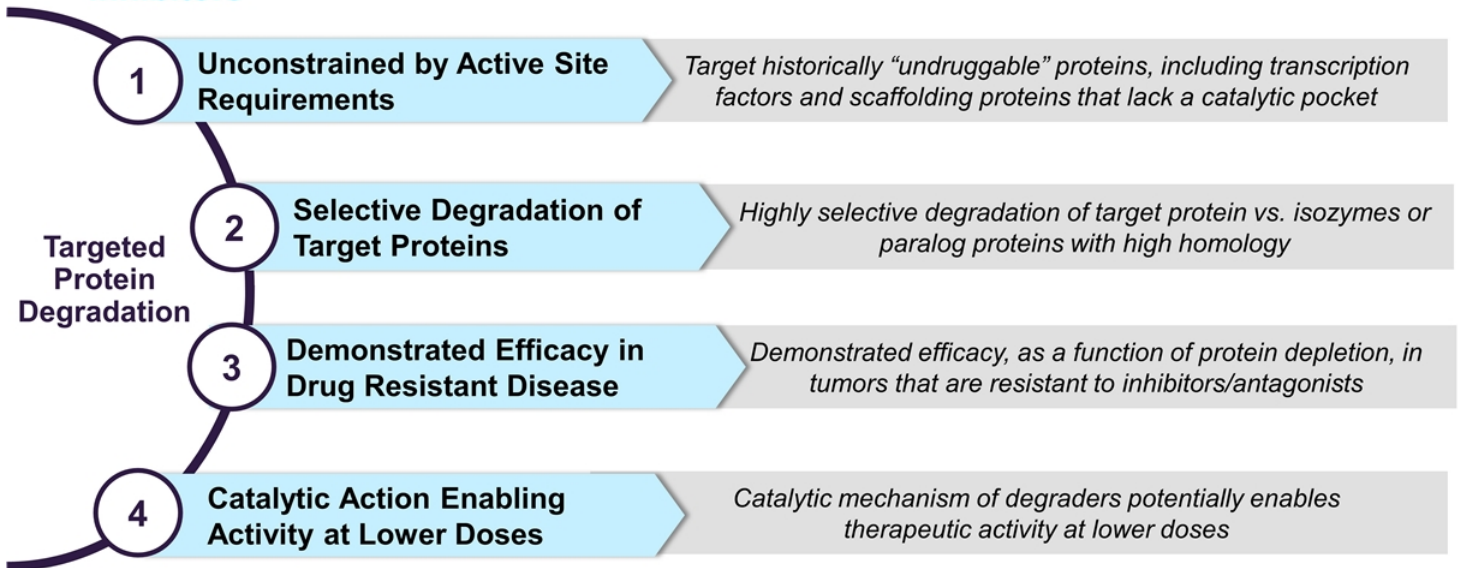 1
Unconstrained by Active Site
Requirements
Target historically “undruggable” proteins, including transcription
factors and scaffolding proteins that lack a catalytic pocket
Targeted
Protein
Degradation
2
Selective Degradation of
Target Proteins
Highly selective degradation of target protein vs. isozymes or
paralog proteins with high homology
3
Demonstrated Efficacy in
Drug Resistant Disease
Demonstrated efficacy, as a function of protein depletion, in
tumors that are resistant to inhibitors/antagonists
4
Catalytic Action Enabling
Activity at Lower Doses
Catalytic mechanism of degraders potentially enables
therapeutic activity at lower doses